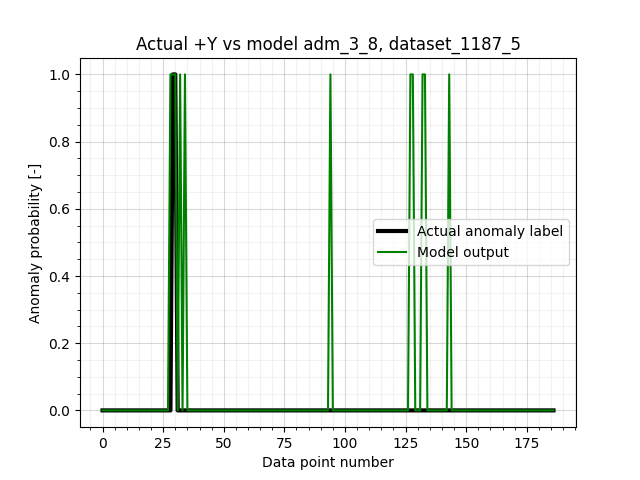 Actual +Y vs model adm_3_8, dataset_1187_5
1.0
0.8
0.6
0.4
0.2
0.0
Anomaly probability [-]
Actual anomaly label
Model output
0 25 50 75 100 125 150 175
Data point number